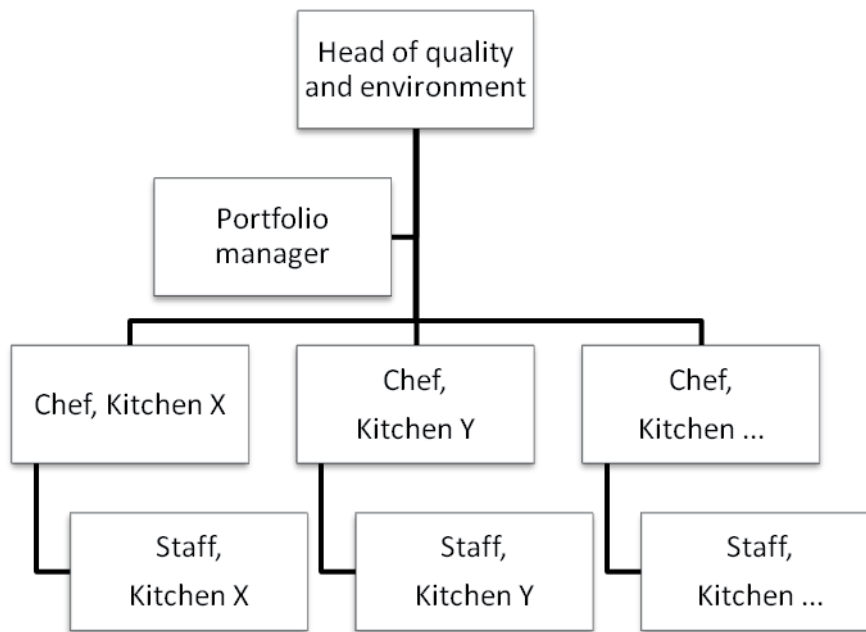 Head of quality
and environment
Portfolio
manager
Chef, Kitchen X
Chef,
Kitchen Y
Chef,
Kitchen ...
Staff,
Kitchen X
Staff,
Kitchen Y
Staff,
Kitchen ...